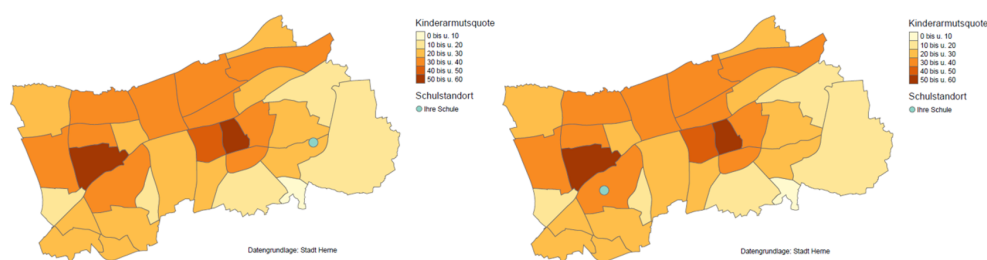 Kinderarmutsquote
0 bis u. 10
10 bis u. 20
20 bis u. 30
30 bis u. 40
40 bis u. 50
50 bis u. 60
Schulstandort
Ihre Schule
Datengrundlage: Stadt Herne
Kinderarmutsquote
0 bis u. 10
10 bis u. 20
20 bis u. 30
30 bis u. 40
40 bis u. 50
50 bis u. 60
Schulstandort
Ihre Schule
Datengrundlage: Stadt Herne